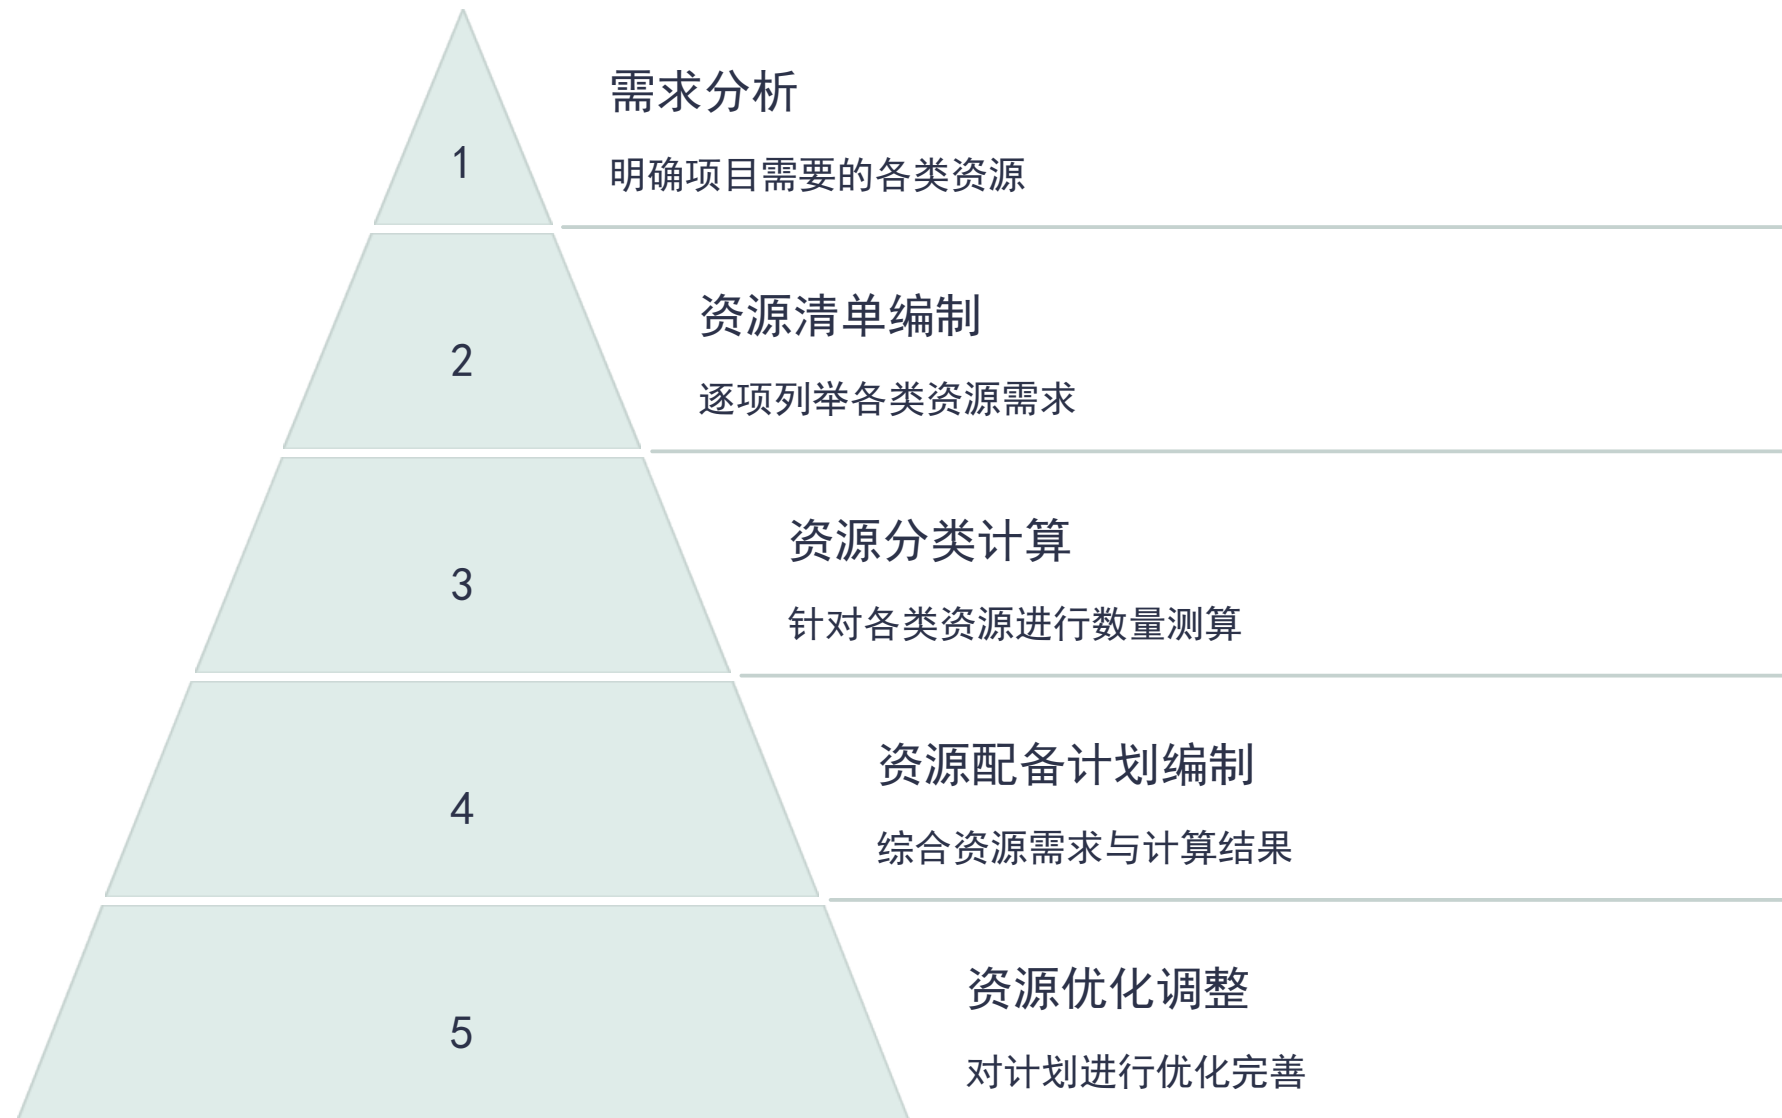 需求分析
1
明确项目需要的各类资源
资源清单编制
2
逐项列举各类资源需求
资源分类计算
3
针对各类资源进行数量测算
资源配备计划编制
4
综合资源需求与计算结果
资源优化调整
5
对计划进行优化完善